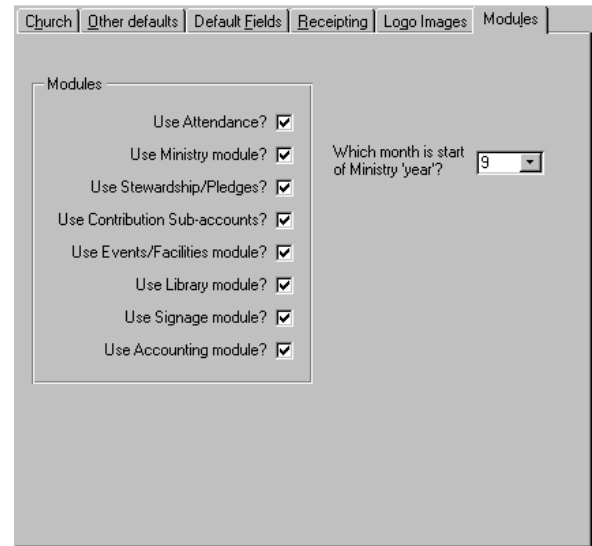 Church Other defaults Default Fields Receipting Logo Images Modules
Modules
Use Attendance?
Use Ministry module?
Which month is start
of Ministry 'year'?
9
Use Stewardship/Pledges?
Use Contribution Sub-accounts?
Use Events/Facilities module?
Use Library module?
Use Signage module?
Use Accounting module?